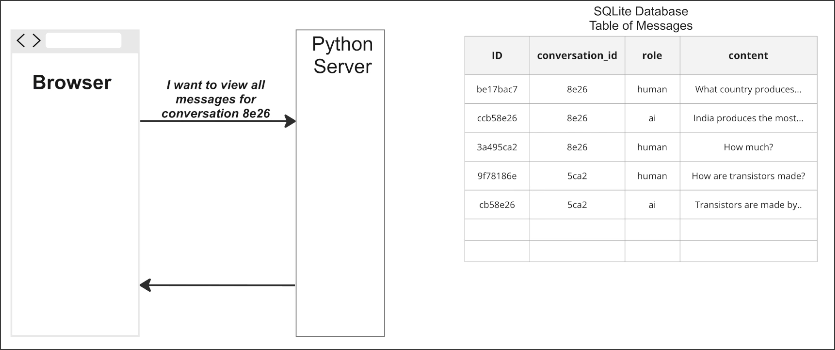 SQLite Database
Table of Messages
Python
Server
Browser
I want to view all
messages for
conversation 8e26
ID conversation_id role content
be17bac7 8e26 human What country produces...
ccb58e26 8e26 ai India produces the most...
3a495ca2 8e26 human How much?
9f78186e 5ca2 human How are transistors made?
cb58e26 5ca2 ai Transistors are made by..